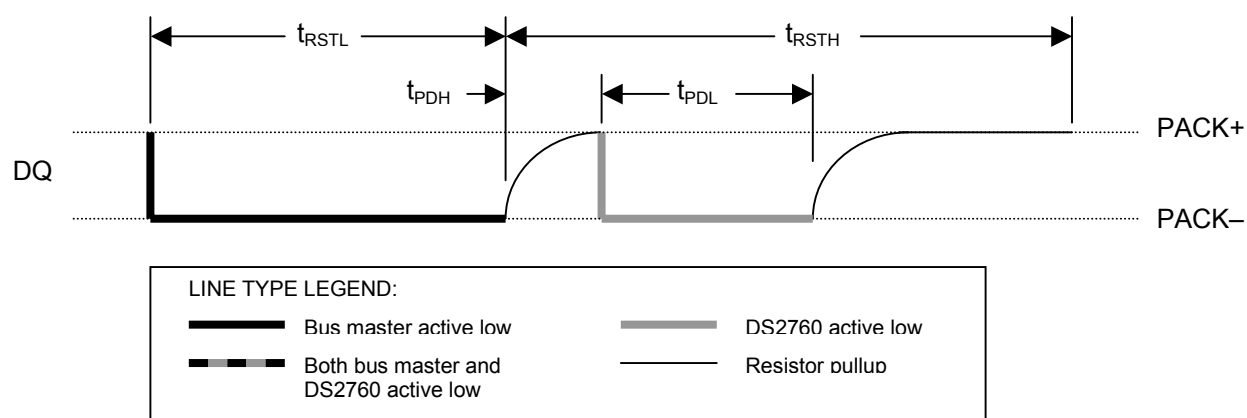 tRSTL
tRSTH
tPDH
tPDL
PACK+
DQ
PACK–
LINE TYPE LEGEND:
Bus master active low
DS2760 active low
Both bus master and
DS2760 active low
Resistor pullup